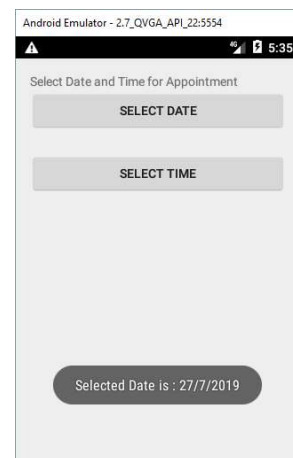 Android Emulator - 2.7_QVGA_API_22:5554
4G 5:35
Select Date and Time for Appointment
SELECT DATE
SELECT TIME
Selected Date is : 27/7/2019